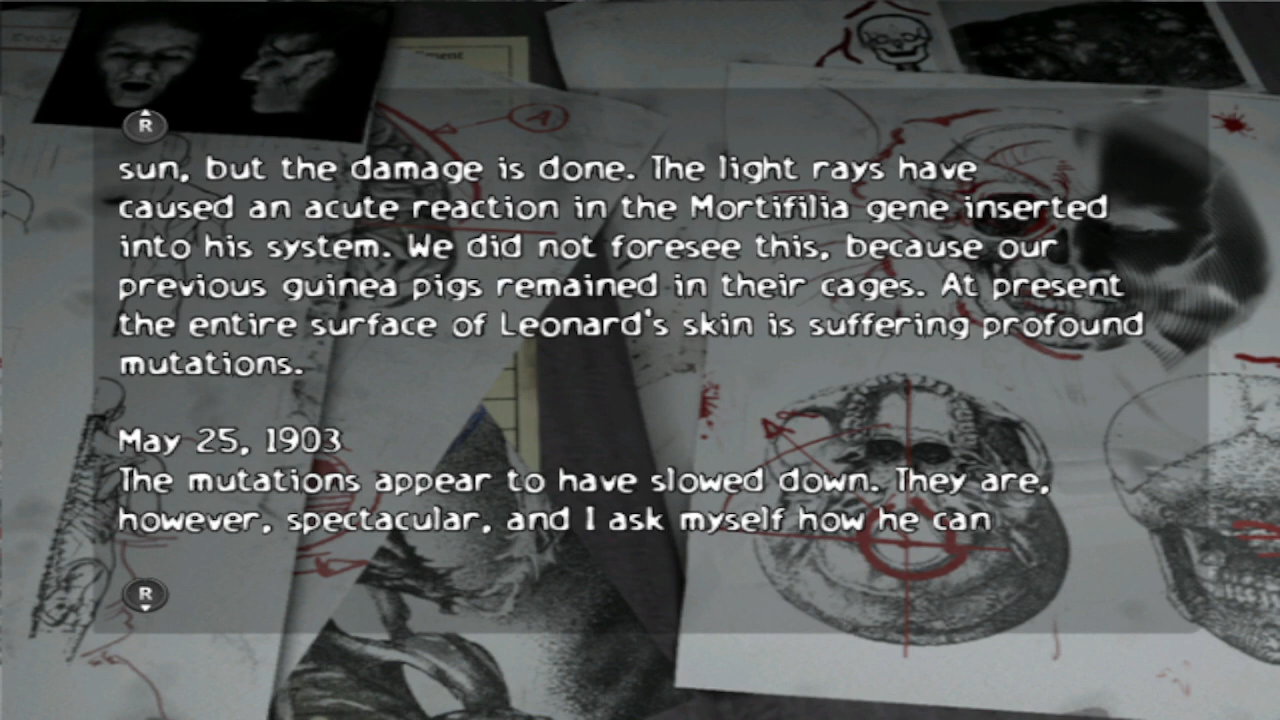 ment
A
R
sun, but the damage is done. The light rays have
caused an acute reaction in the Mortifilia gene inserted
into his system. We did not foresee this, because our
previous guinea pigs remained in their cages. At present
the entire surface of Leonard's skin is suffering profound
mutations.
May 25, 1903
The mutations appear to have slowed down. They are,
however, spectacular, and I ask myself how he can
R